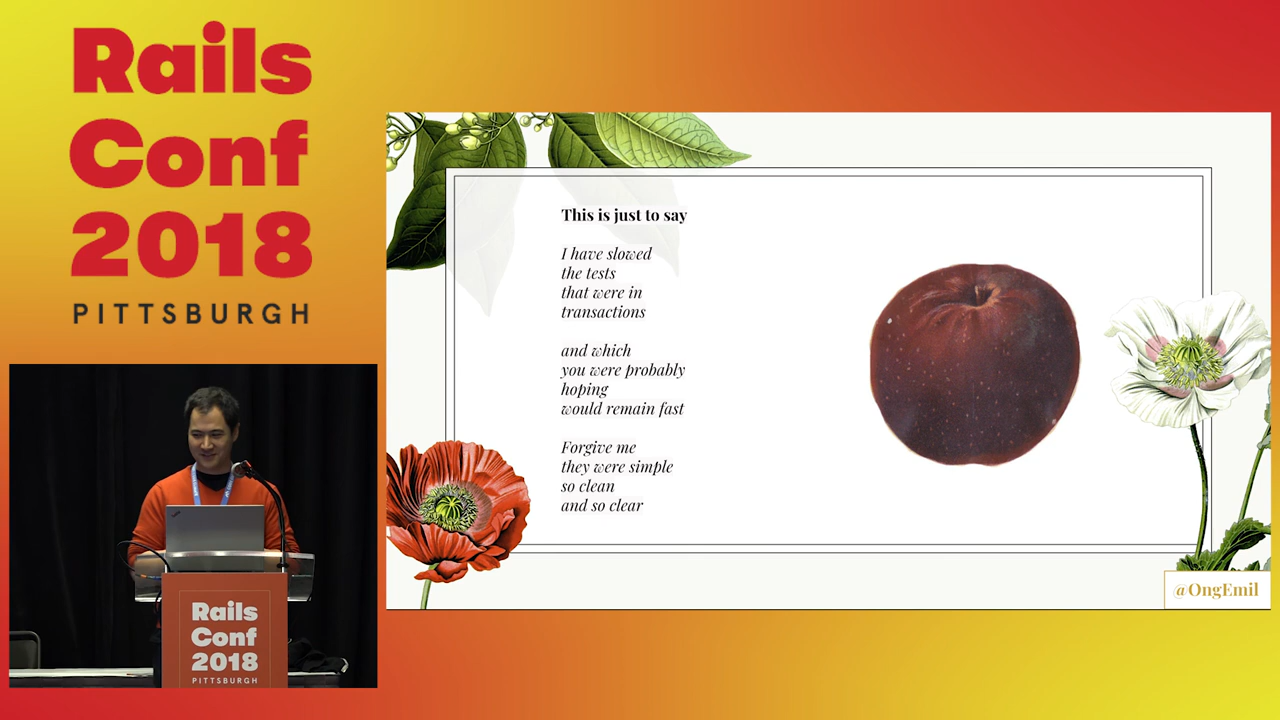 Rails
Conf
2018
PITTSBURGH
This is just to say
I have slowed
the tests
that were in
transactions
and which
you were probably
hoping
would remain fast
Forgive me
they were simple
so clean
and so clear
@OngEmil
Rails
Conf
2018
PITTSBURGH